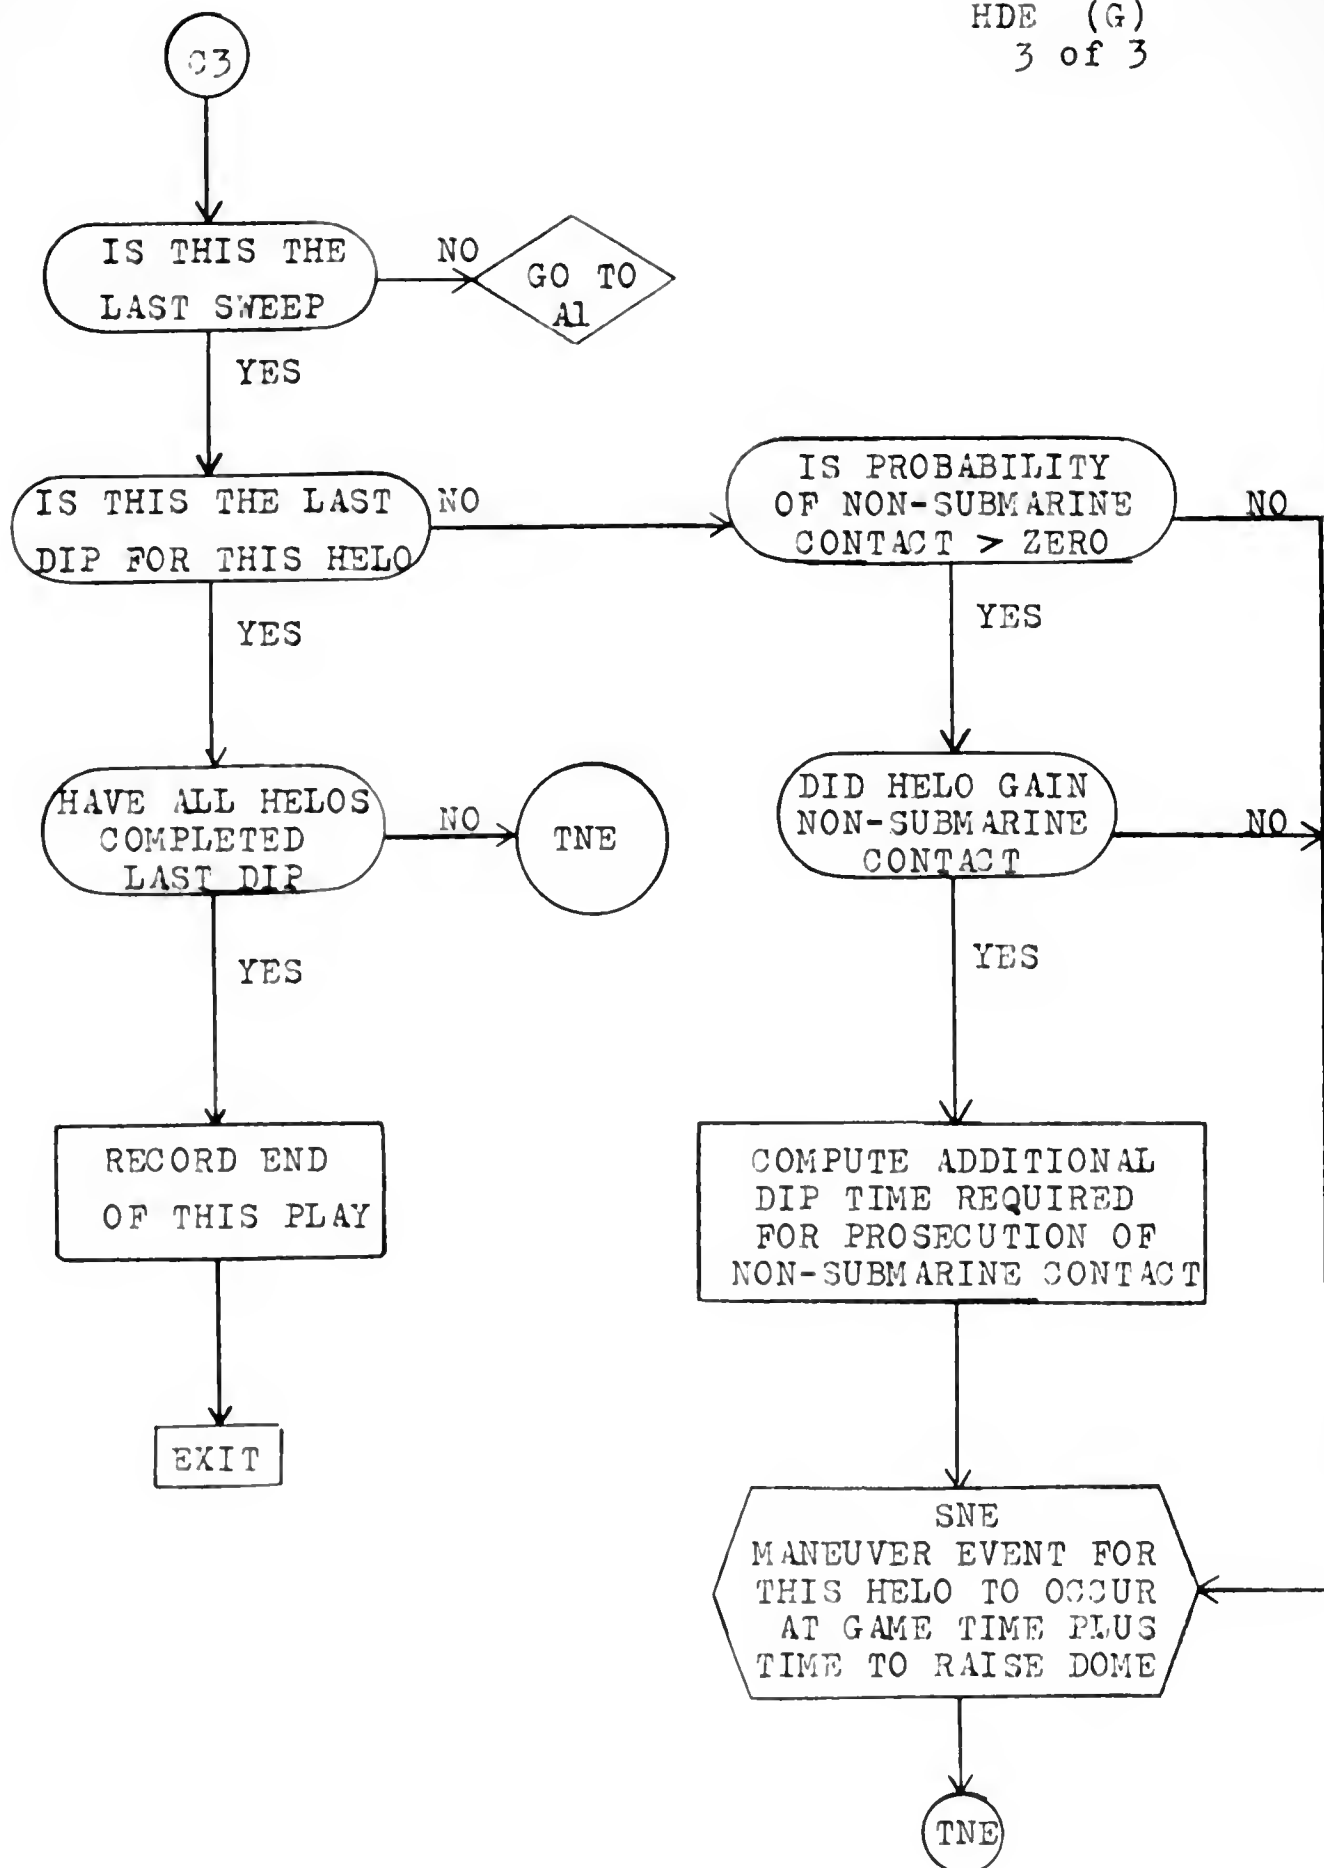 HDE (G)
3 of 3
C3
IS THIS THE
LAST SWEEP
NO
GO TO
A1
YES
IS THIS THE LAST
DIP FOR THIS HELO
NO
IS PROBABILITY
OF NON-SUBMARINE
CONTACT > ZERO
NO
YES
YES
HAVE ALL HELOS
COMPLETED
LAST DIP
NO
TNE
DID HELO GAIN
NON-SUBMARINE
CONTACT
NO
YES
YES
RECORD END
OF THIS PLAY
COMPUTE ADDITIONAL
DIP TIME REQUIRED
FOR PROSECUTION OF
NON-SUBMARINE CONTACT
EXIT
SNE
MANEUVER EVENT FOR
THIS HELO TO OCCUR
AT GAME TIME PLUS
TIME TO RAISE DOME
TNE